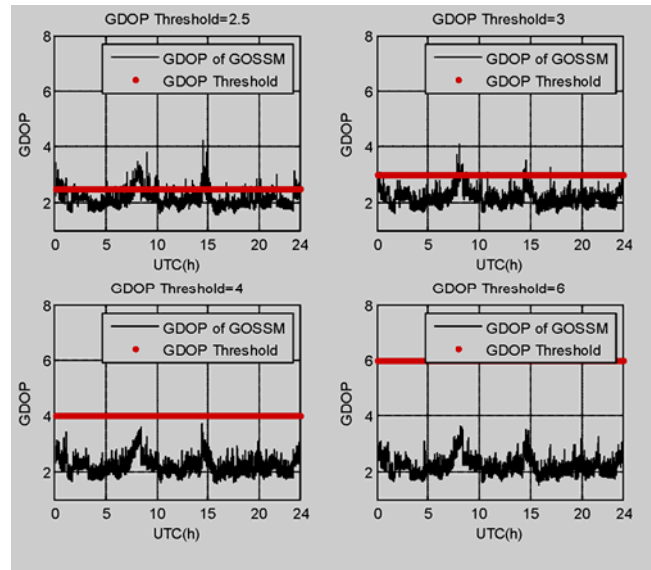 GDOP Threshold=2.5
8
6
4
2
GDOP
GDOP of GOSSM
GDOP Threshold
0 5 10 15 20 24
UTC(h)
GDOP Threshold=3
8
6
4
2
GDOP
GDOP of GOSSM
GDOP Threshold
0 5 10 15 20 24
UTC(h)
GDOP Threshold=4
8
6
4
2
GDOP
GDOP of GOSSM
GDOP Threshold
0 5 10 15 20 24
UTC(h)
GDOP Threshold=6
8
6
4
2
GDOP
GDOP of GOSSM
GDOP Threshold
0 5 10 15 20 24
UTC(h)